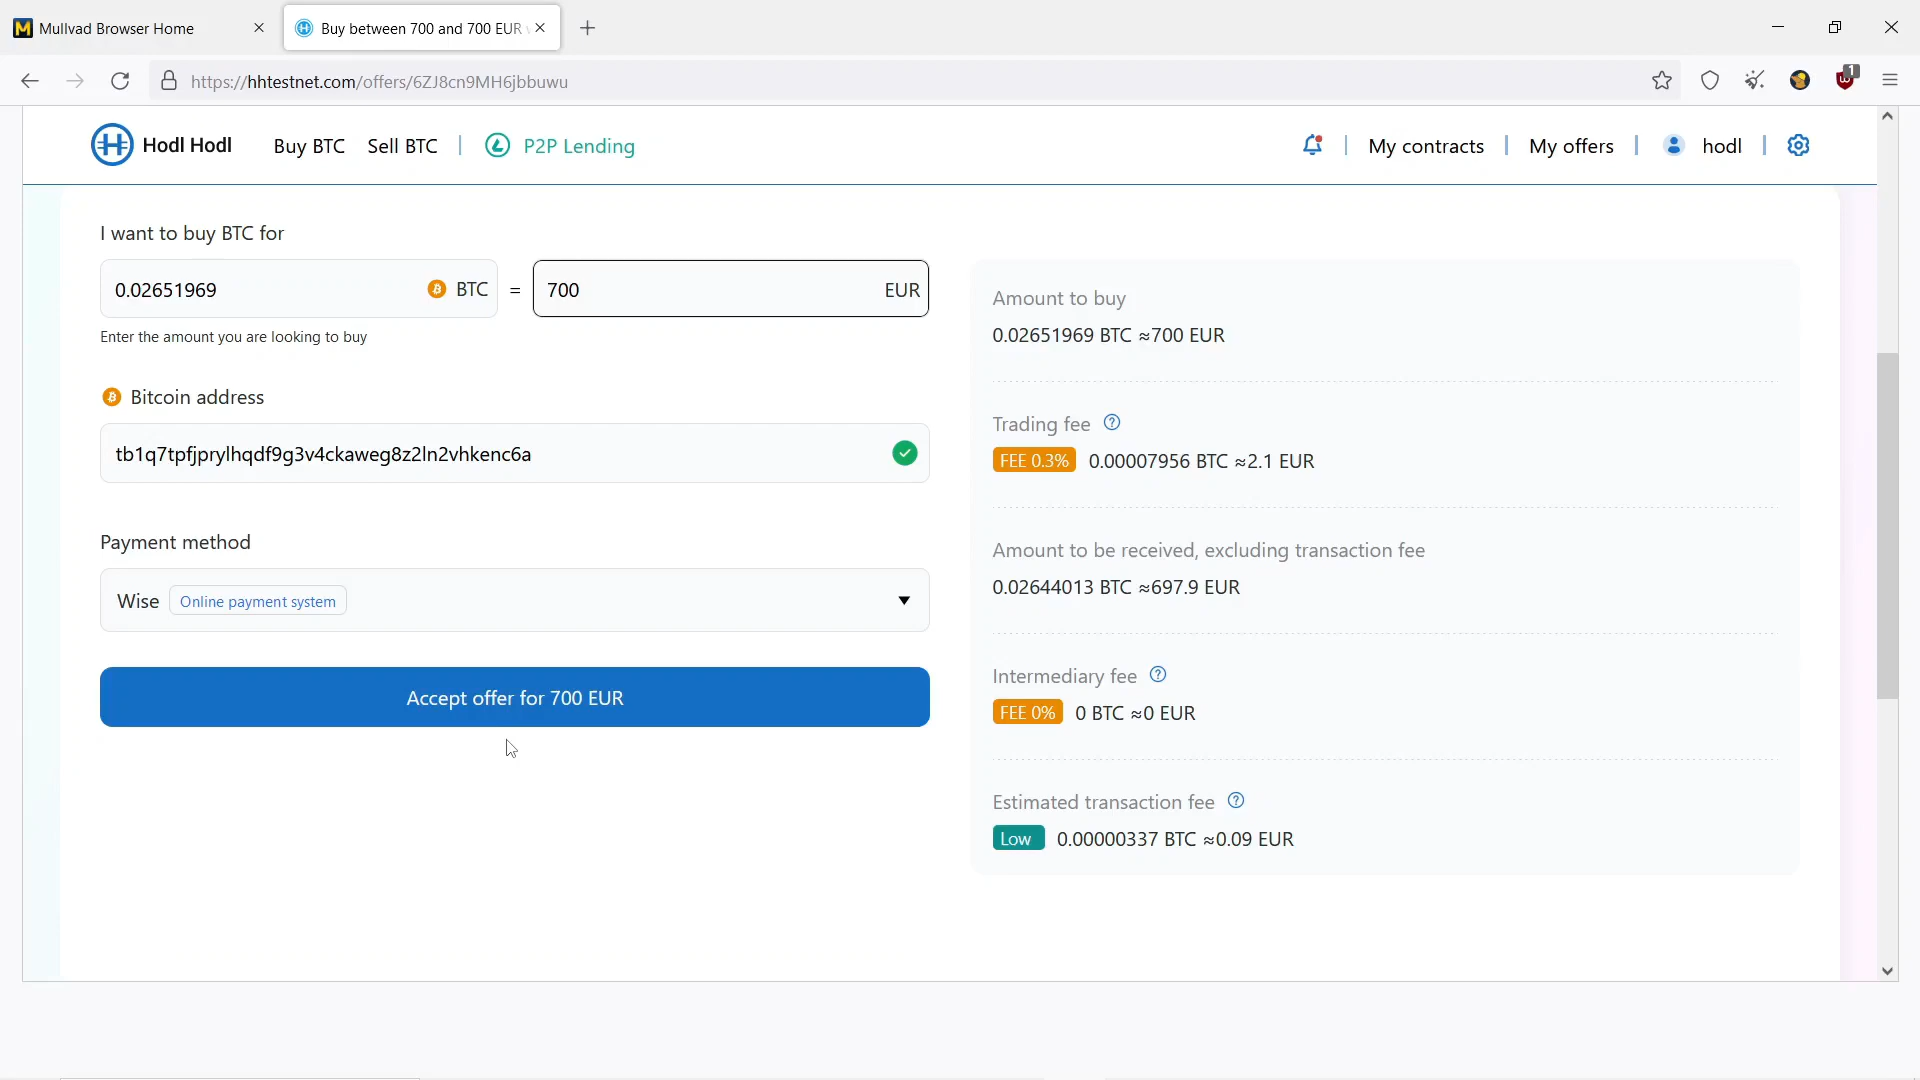 Mullvad Browser Home
Buy between 700 and 700 EUR
https://hhtestnet.com/offers/6ZJ8cn9MH6jbbuwu
1
Hodl Hodl
Buy BTC
Sell BTC
P2P Lending
My contracts
My offers
hodl
I want to buy BTC for
0.02651969 BTC = 700 EUR
Enter the amount you are looking to buy
Bitcoin address
tb1q7tpfjprylhqdf9g3v4ckaweg8z2ln2vhkenc6a
Payment method
Wise Online payment system
Accept offer for 700 EUR
Amount to buy
0.02651969 BTC ≈700 EUR
Trading fee
FEE 0.3% 0.00007956 BTC ≈2.1 EUR
Amount to be received, excluding transaction fee
0.02644013 BTC ≈697.9 EUR
Intermediary fee
FEE 0% 0 BTC ≈0 EUR
Estimated transaction fee
Low 0.00000337 BTC ≈0.09 EUR